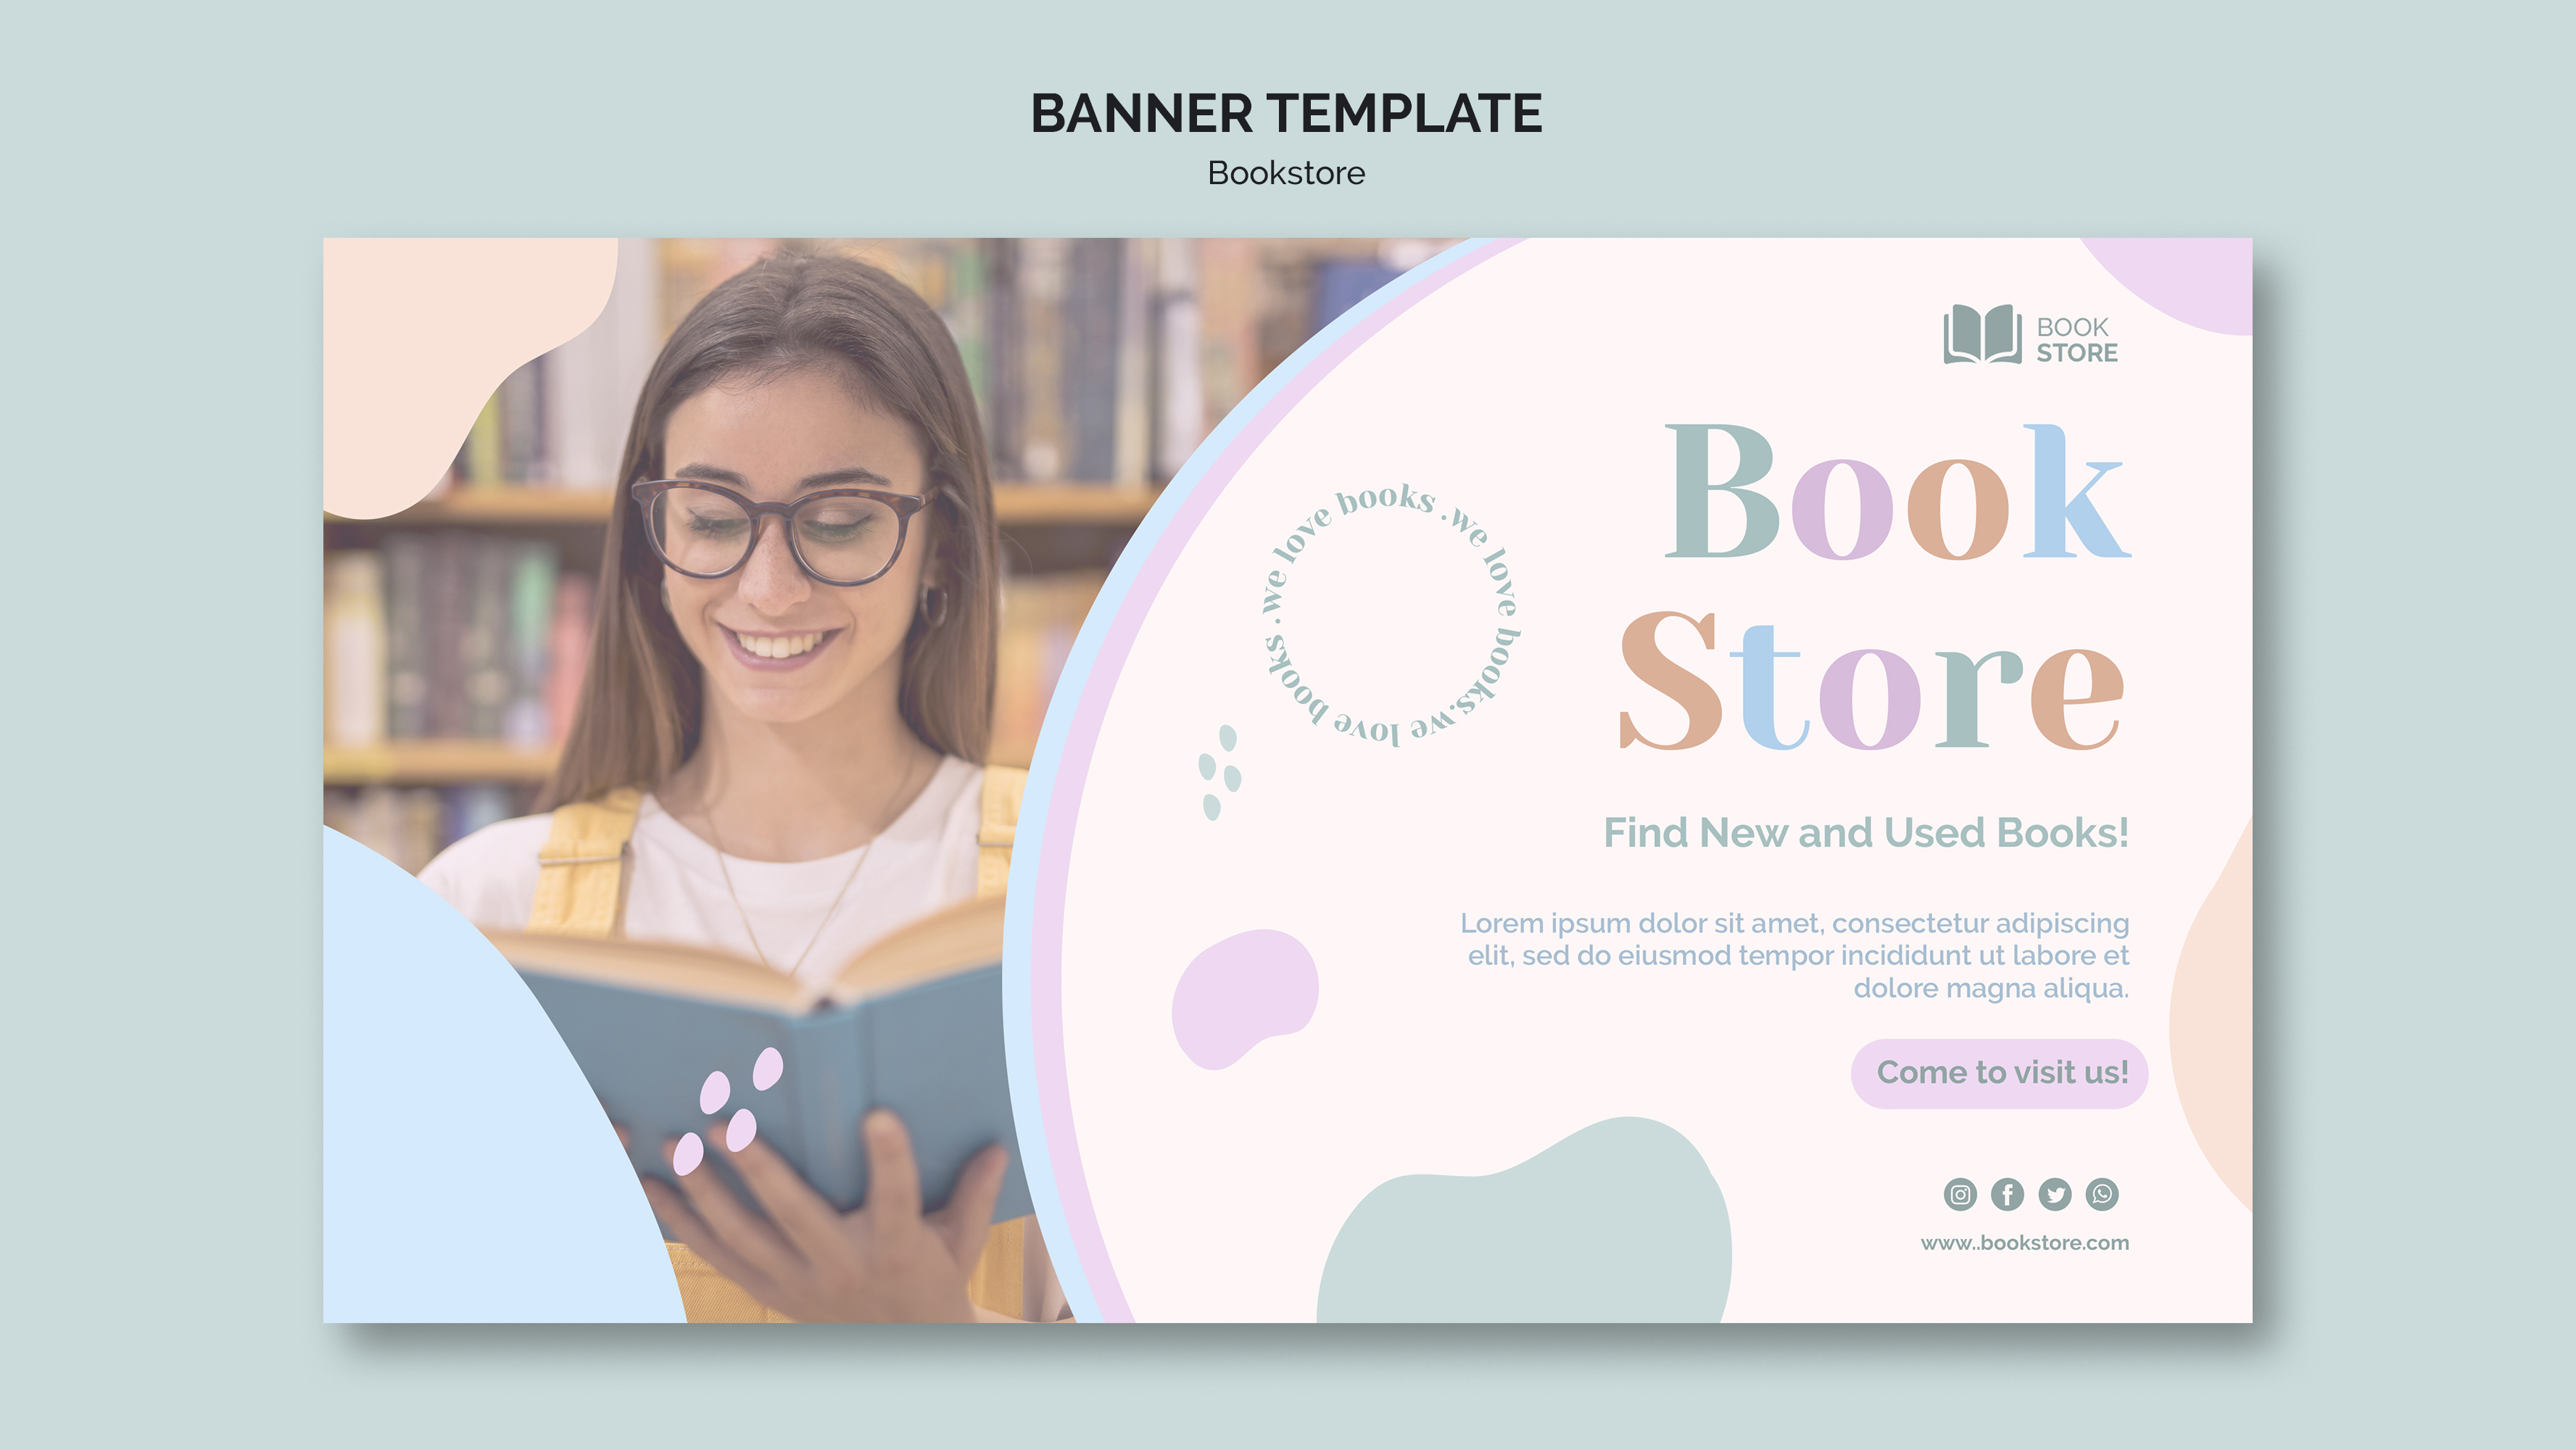 BANNER TEMPLATE
Bookstore
BOOK
STORE
Book
Store
we love books .we love books.we love books .
Find New and Used Books!
Lorem ipsum dolor sit amet, consectetur adipiscing
elit, sed do eiusmod tempor incididunt ut labore et
dolore magna aliqua.
Come to visit us!
www..bookstore.com